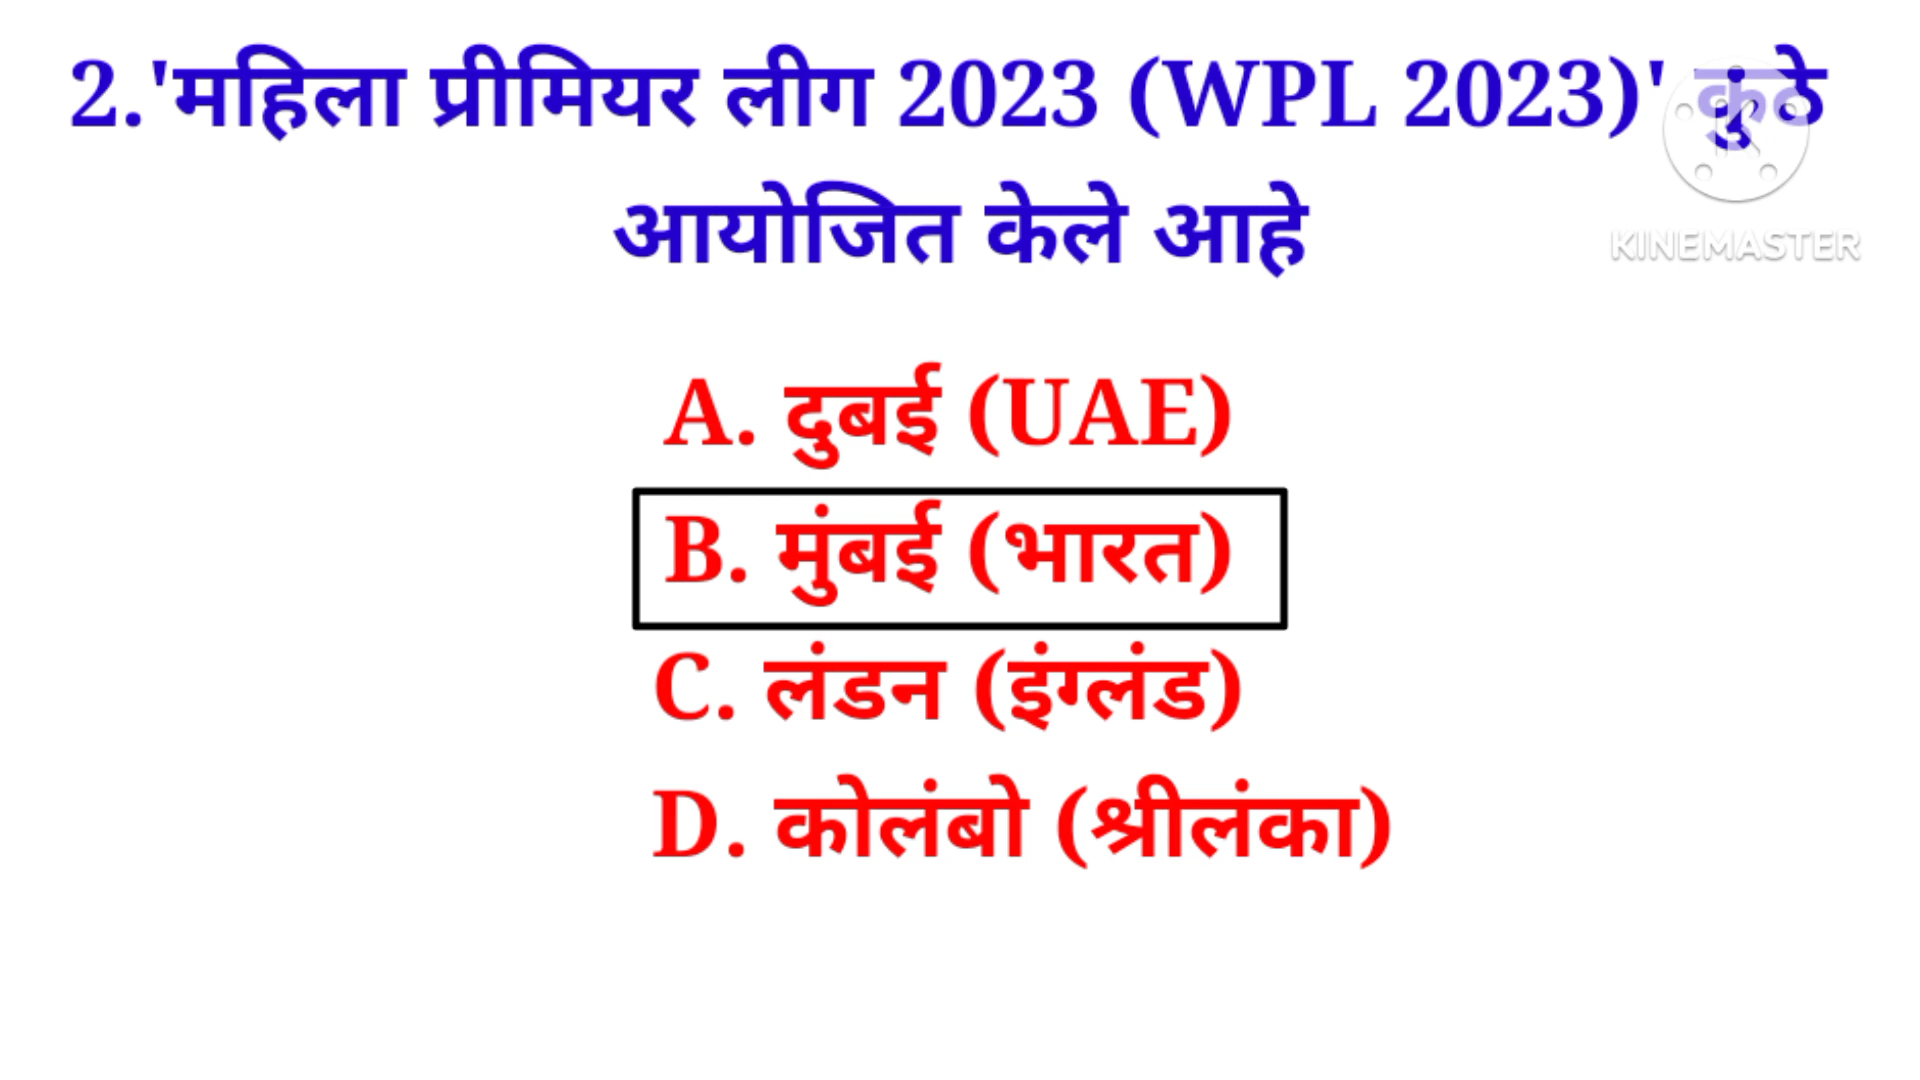 2.'महिला प्रीमियर लीग 2023 (WPL 2023)' कुठे
आयोजित केले आहे
KINEMASTER
A. दुबई (UAE)
B. मुंबई (भारत)
C. लंडन (इंग्लंड)
D. कोलंबो (श्रीलंका)